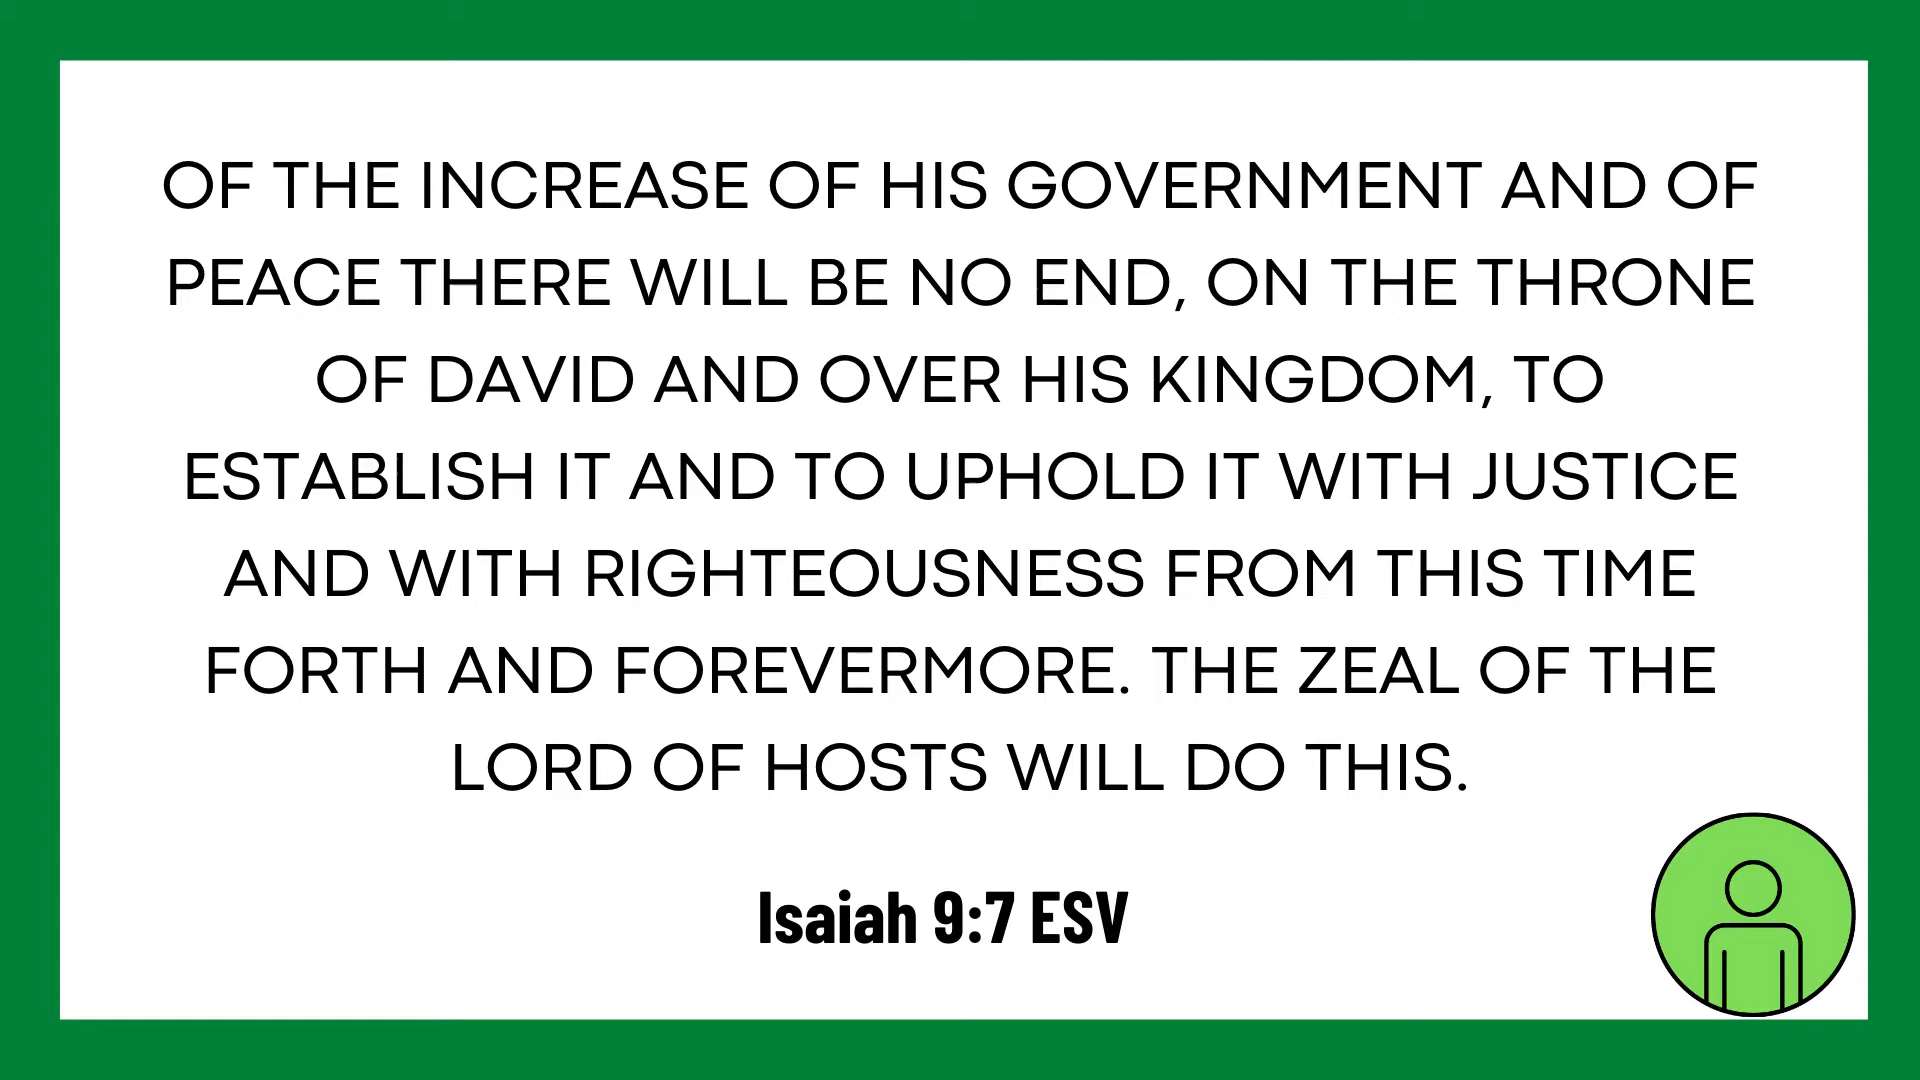 OF THE INCREASE OF HIS GOVERNMENT AND OF
PEACE THERE WILL BE NO END, ON THE THRONE
OF DAVID AND OVER HIS KINGDOM, TO
ESTABLISH IT AND TO UPHOLD IT WITH JUSTICE
AND WITH RIGHTEOUSNESS FROM THIS TIME
FORTH AND FOREVERMORE. THE ZEAL OF THE
LORD OF HOSTS WILL DO THIS.
Isaiah 9:7 ESV